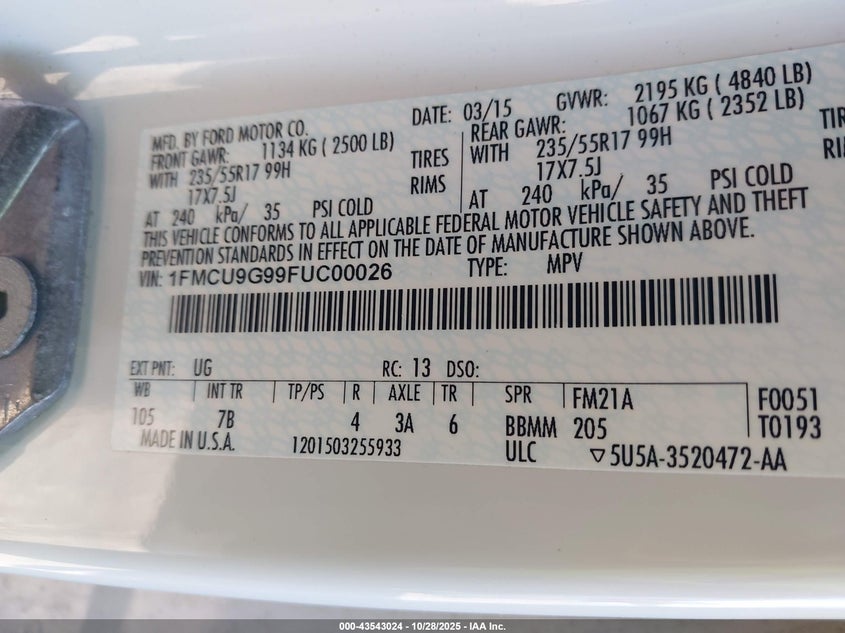 MFD. BY FORD MOTOR CO. DATE: 03/15 GVWR: 2195 KG ( 4840 LB)
FRONT GAWR: 1134 KG ( 2500 LB) REAR GAWR: 1067 KG ( 2352 LB)
WITH 235/55R17 99H TIRES WITH 235/55R17 99H
17X7.5J RIMS 17X7.5J
AT 240 kPa/ 35 PSI COLD AT 240 kPa/ 35 PSI COLD
THIS VEHICLE CONFORMS TO ALL APPLICABLE FEDERAL MOTOR VEHICLE SAFETY AND THEFT
PREVENTION STANDARDS IN EFFECT ON THE DATE OF MANUFACTURE SHOWN ABOVE.
VIN: 1FMCU9G99FUC00026 TYPE: MPV
EXT PNT: UG RC: 13 DSO:
WB INT TR TP/PS R AXLE TR SPR FM21A F0051
105 7B 4 3A 6 BBMM 205 T0193
MADE IN U.S.A. 1201503255933 ULC ▽5U5A-3520472-AA
000-43543024 | 10/28/2025 - IAA Inc.